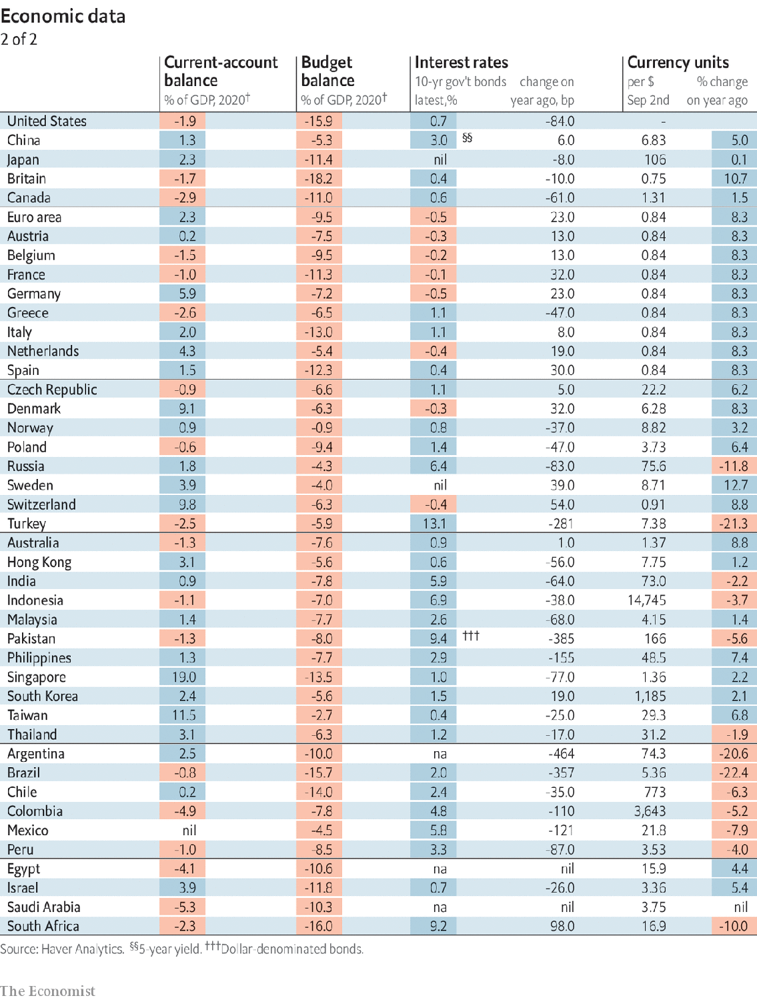 Economic data
2 of 2
Current-account balance Budget balance Interest rates Currency units
% of GDP, 2020† % of GDP, 2020† 10-yr gov't bonds latest,% change on year ago, bp per $ Sep 2nd % change on year ago
United States -1.9 -15.9 0.7 -84.0 -
China 1.3 -5.3 3.0 §§ 6.0 6.83 5.0
Japan 2.3 -11.4 nil -8.0 106 0.1
Britain -1.7 -18.2 0.4 -10.0 0.75 10.7
Canada -2.9 -11.0 0.6 -61.0 1.31 1.5
Euro area 2.3 -9.5 -0.5 23.0 0.84 8.3
Austria 0.2 -7.5 -0.3 13.0 0.84 8.3
Belgium -1.5 -9.5 -0.2 13.0 0.84 8.3
France -1.0 -11.3 -0.1 32.0 0.84 8.3
Germany 5.9 -7.2 -0.5 23.0 0.84 8.3
Greece -2.6 -6.5 1.1 -47.0 0.84 8.3
Italy 2.0 -13.0 1.1 8.0 0.84 8.3
Netherlands 4.3 -5.4 -0.4 19.0 0.84 8.3
Spain 1.5 -12.3 0.4 30.0 0.84 8.3
Czech Republic -0.9 -6.6 1.1 5.0 22.2 6.2
Denmark 9.1 -6.3 -0.3 32.0 6.28 8.3
Norway 0.9 -0.9 0.8 -37.0 8.82 3.2
Poland -0.6 -9.4 1.4 -47.0 3.73 6.4
Russia 1.8 -4.3 6.4 -83.0 75.6 -11.8
Sweden 3.9 -4.0 nil 39.0 8.71 12.7
Switzerland 9.8 -6.3 -0.4 54.0 0.91 8.8
Turkey -2.5 -5.9 13.1 -281 7.38 -21.3
Australia -1.3 -7.6 0.9 1.0 1.37 8.8
Hong Kong 3.1 -5.6 0.6 -56.0 7.75 1.2
India 0.9 -7.8 5.9 -64.0 73.0 -2.2
Indonesia -1.1 -7.0 6.9 -38.0 14,745 -3.7
Malaysia 1.4 -7.7 2.6 -68.0 4.15 1.4
Pakistan -1.3 -8.0 9.4 ††† -385 166 -5.6
Philippines 1.3 -7.7 2.9 -155 48.5 7.4
Singapore 19.0 -13.5 1.0 -77.0 1.36 2.2
South Korea 2.4 -5.6 1.5 19.0 1,185 2.1
Taiwan 11.5 -2.7 0.4 -25.0 29.3 6.8
Thailand 3.1 -6.3 1.2 -17.0 31.2 -1.9
Argentina 2.5 -10.0 na -464 74.3 -20.6
Brazil -0.8 -15.7 2.0 -357 5.36 -22.4
Chile 0.2 -14.0 2.4 -35.0 773 -6.3
Colombia -4.9 -7.8 4.8 -110 3,643 -5.2
Mexico nil -4.5 5.8 -121 21.8 -7.9
Peru -1.0 -8.5 3.3 -87.0 3.53 -4.0
Egypt -4.1 -10.6 na nil 15.9 4.4
Israel 3.9 -11.8 0.7 -26.0 3.36 5.4
Saudi Arabia -5.3 -10.3 na nil 3.75 nil
South Africa -2.3 -16.0 9.2 98.0 16.9 -10.0
Source: Haver Analytics. §§5-year yield. †††Dollar-denominated bonds.
The Economist